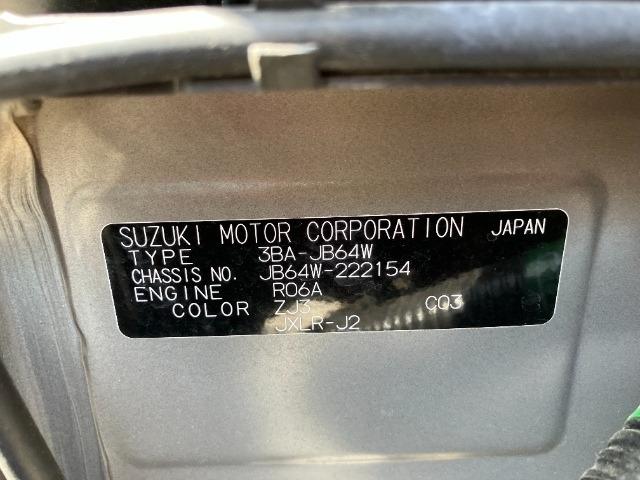 SUZUKI MOTOR CORPORATION JAPAN
TYPE 3BA-JB64W
CHASSIS NO. JB64W-222154
ENGINE R06A
COLOR ZJ3 CQ3
JXLR-J2